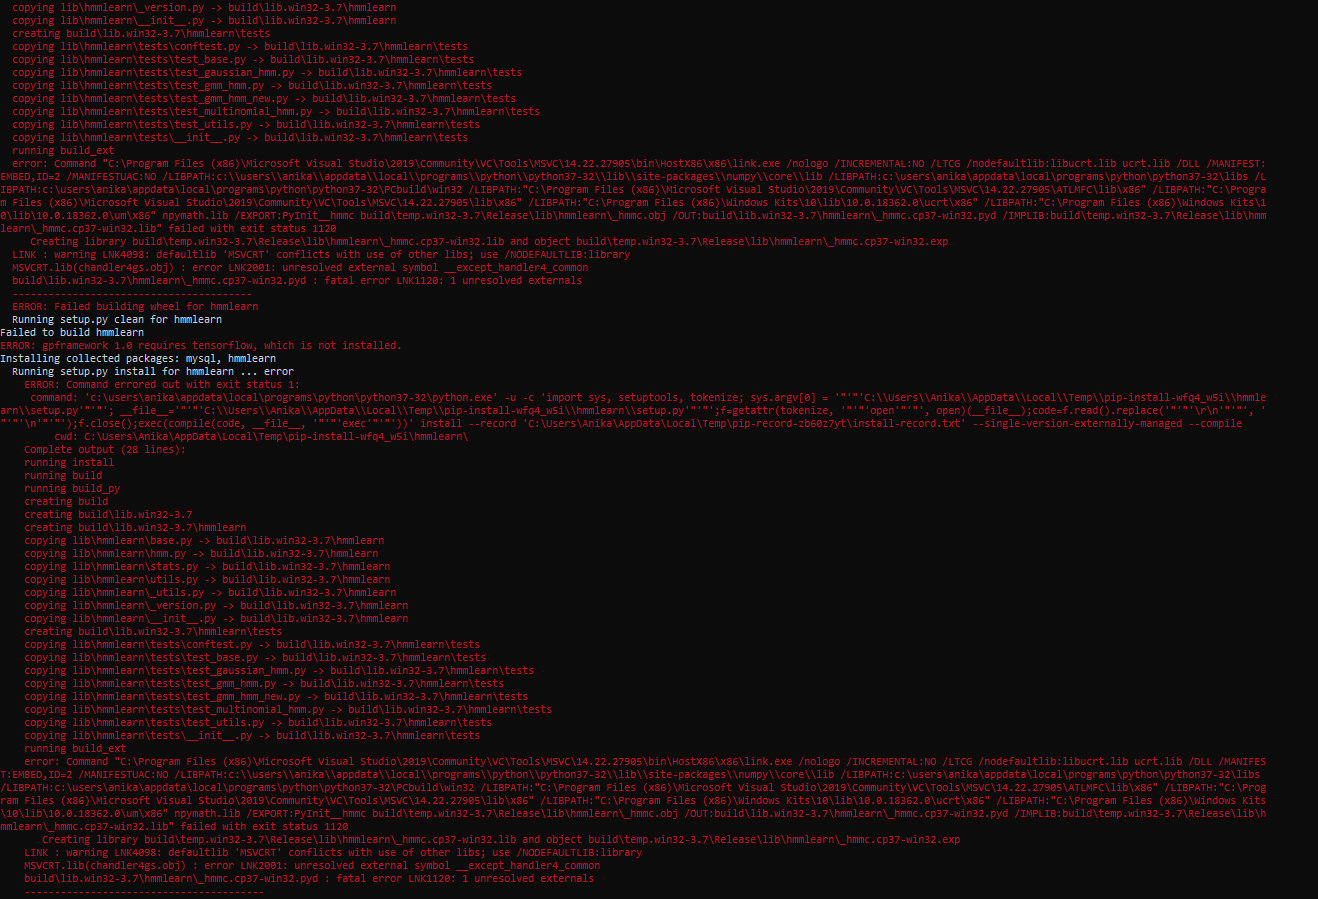 copying lib\hmmlearn\_version.py -> build\lib.win32-3.7\hmmlearn
copying lib\hmmlearn\__init__.py -> build\lib.win32-3.7\hmmlearn
creating build\lib.win32-3.7\hmmlearn\tests
copying lib\hmmlearn\tests\conftest.py -> build\lib.win32-3.7\hmmlearn\tests
copying lib\hmmlearn\tests\test_base.py -> build\lib.win32-3.7\hmmlearn\tests
copying lib\hmmlearn\tests\test_gaussian_hmm.py -> build\lib.win32-3.7\hmmlearn\tests
copying lib\hmmlearn\tests\test_gmm_hmm.py -> build\lib.win32-3.7\hmmlearn\tests
copying lib\hmmlearn\tests\test_gmm_hmm_new.py -> build\lib.win32-3.7\hmmlearn\tests
copying lib\hmmlearn\tests\test_multinomial_hmm.py -> build\lib.win32-3.7\hmmlearn\tests
copying lib\hmmlearn\tests\test_utils.py -> build\lib.win32-3.7\hmmlearn\tests
copying lib\hmmlearn\tests\__init__.py -> build\lib.win32-3.7\hmmlearn\tests
running build_ext
error: Command "C:\Program Files (x86)\Microsoft Visual Studio\2019\Community\VC\Tools\MSVC\14.22.27905\bin\HostX86\x86\link.exe /nologo /INCREMENTAL:NO /LTCG /nodefaultlib:libucrt.lib ucrt.lib /DLL /MANIFEST:
EMBED,ID=2 /MANIFESTUAC:NO /LIBPATH:c:\\users\\anika\\appdata\\local\\programs\\python\\python37-32\\lib\\site-packages\\numpy\\core\\lib /LIBPATH:c:\users\anika\appdata\local\programs\python\python37-32\libs /L
IBPATH:c:\users\anika\appdata\local\programs\python\python37-32\PCbuild\win32 /LIBPATH:"C:\Program Files (x86)\Microsoft Visual Studio\2019\Community\VC\Tools\MSVC\14.22.27905\ATLMFC\lib\x86" /LIBPATH:"C:\Progra
m Files (x86)\Microsoft Visual Studio\2019\Community\VC\Tools\MSVC\14.22.27905\lib\x86" /LIBPATH:"C:\Program Files (x86)\Windows Kits\10\lib\10.0.18362.0\ucrt\x86" /LIBPATH:"C:\Program Files (x86)\Windows Kits\1
0\lib\10.0.18362.0\um\x86" npymath.lib /EXPORT:PyInit__hmmc build\temp.win32-3.7\Release\lib\hmmlearn\_hmmc.obj /OUT:build\lib.win32-3.7\hmmlearn\_hmmc.cp37-win32.pyd /IMPLIB:build\temp.win32-3.7\Release\lib\hmm
learn\_hmmc.cp37-win32.lib" failed with exit status 1120
Creating library build\temp.win32-3.7\Release\lib\hmmlearn\_hmmc.cp37-win32.lib and object build\temp.win32-3.7\Release\lib\hmmlearn\_hmmc.cp37-win32.exp
LINK : warning LNK4098: defaultlib 'MSVCRT' conflicts with use of other libs; use /NODEFAULTLIB:library
MSVCRT.lib(chandler4gs.obj) : error LNK2001: unresolved external symbol __except_handler4_common
build\lib.win32-3.7\hmmlearn\_hmmc.cp37-win32.pyd : fatal error LNK1120: 1 unresolved externals
----------------------------------------
ERROR: Failed building wheel for hmmlearn
Running setup.py clean for hmmlearn
Failed to build hmmlearn
ERROR: gpframework 1.0 requires tensorflow, which is not installed.
Installing collected packages: mysql, hmmlearn
Running setup.py install for hmmlearn ... error
ERROR: Command errored out with exit status 1:
command: 'c:\users\anika\appdata\local\programs\python\python37-32\python.exe' -u -c 'import sys, setuptools, tokenize; sys.argv[0] = '"'"'C:\\Users\\Anika\\AppData\\Local\\Temp\\pip-install-wfq4_w5i\\hmmle
arn\\setup.py'"'"'; __file__='"'"'C:\\Users\\Anika\\AppData\\Local\\Temp\\pip-install-wfq4_w5i\\hmmlearn\\setup.py'"'"';f=getattr(tokenize, '"'"'open'"'"', open)(__file__);code=f.read().replace('"'"'\r\n'"'"', '
"'"'\n'"'"');f.close();exec(compile(code, __file__, '"'"'exec'"'"'))' install --record 'C:\Users\Anika\AppData\Local\Temp\pip-record-zb60z7yt\install-record.txt' --single-version-externally-managed --compile
cwd: C:\Users\Anika\AppData\Local\Temp\pip-install-wfq4_w5i\hmmlearn\
Complete output (28 lines):
running install
running build
running build_py
creating build
creating build\lib.win32-3.7
creating build\lib.win32-3.7\hmmlearn
copying lib\hmmlearn\base.py -> build\lib.win32-3.7\hmmlearn
copying lib\hmmlearn\hmm.py -> build\lib.win32-3.7\hmmlearn
copying lib\hmmlearn\stats.py -> build\lib.win32-3.7\hmmlearn
copying lib\hmmlearn\utils.py -> build\lib.win32-3.7\hmmlearn
copying lib\hmmlearn\_utils.py -> build\lib.win32-3.7\hmmlearn
copying lib\hmmlearn\_version.py -> build\lib.win32-3.7\hmmlearn
copying lib\hmmlearn\__init__.py -> build\lib.win32-3.7\hmmlearn
creating build\lib.win32-3.7\hmmlearn\tests
copying lib\hmmlearn\tests\conftest.py -> build\lib.win32-3.7\hmmlearn\tests
copying lib\hmmlearn\tests\test_base.py -> build\lib.win32-3.7\hmmlearn\tests
copying lib\hmmlearn\tests\test_gaussian_hmm.py -> build\lib.win32-3.7\hmmlearn\tests
copying lib\hmmlearn\tests\test_gmm_hmm.py -> build\lib.win32-3.7\hmmlearn\tests
copying lib\hmmlearn\tests\test_gmm_hmm_new.py -> build\lib.win32-3.7\hmmlearn\tests
copying lib\hmmlearn\tests\test_multinomial_hmm.py -> build\lib.win32-3.7\hmmlearn\tests
copying lib\hmmlearn\tests\test_utils.py -> build\lib.win32-3.7\hmmlearn\tests
copying lib\hmmlearn\tests\__init__.py -> build\lib.win32-3.7\hmmlearn\tests
running build_ext
error: Command "C:\Program Files (x86)\Microsoft Visual Studio\2019\Community\VC\Tools\MSVC\14.22.27905\bin\HostX86\x86\link.exe /nologo /INCREMENTAL:NO /LTCG /nodefaultlib:libucrt.lib ucrt.lib /DLL /MANIFES
T:EMBED,ID=2 /MANIFESTUAC:NO /LIBPATH:c:\\users\\anika\\appdata\\local\\programs\\python\\python37-32\\lib\\site-packages\\numpy\\core\\lib /LIBPATH:c:\users\anika\appdata\local\programs\python\python37-32\libs
/LIBPATH:c:\users\anika\appdata\local\programs\python\python37-32\PCbuild\win32 /LIBPATH:"C:\Program Files (x86)\Microsoft Visual Studio\2019\Community\VC\Tools\MSVC\14.22.27905\ATLMFC\lib\x86" /LIBPATH:"C:\Prog
ram Files (x86)\Microsoft Visual Studio\2019\Community\VC\Tools\MSVC\14.22.27905\lib\x86" /LIBPATH:"C:\Program Files (x86)\Windows Kits\10\lib\10.0.18362.0\ucrt\x86" /LIBPATH:"C:\Program Files (x86)\Windows Kits
\10\lib\10.0.18362.0\um\x86" npymath.lib /EXPORT:PyInit__hmmc build\temp.win32-3.7\Release\lib\hmmlearn\_hmmc.obj /OUT:build\lib.win32-3.7\hmmlearn\_hmmc.cp37-win32.pyd /IMPLIB:build\temp.win32-3.7\Release\lib\h
mmlearn\_hmmc.cp37-win32.lib" failed with exit status 1120
Creating library build\temp.win32-3.7\Release\lib\hmmlearn\_hmmc.cp37-win32.lib and object build\temp.win32-3.7\Release\lib\hmmlearn\_hmmc.cp37-win32.exp
LINK : warning LNK4098: defaultlib 'MSVCRT' conflicts with use of other libs; use /NODEFAULTLIB:library
MSVCRT.lib(chandler4gs.obj) : error LNK2001: unresolved external symbol __except_handler4_common
build\lib.win32-3.7\hmmlearn\_hmmc.cp37-win32.pyd : fatal error LNK1120: 1 unresolved externals
----------------------------------------